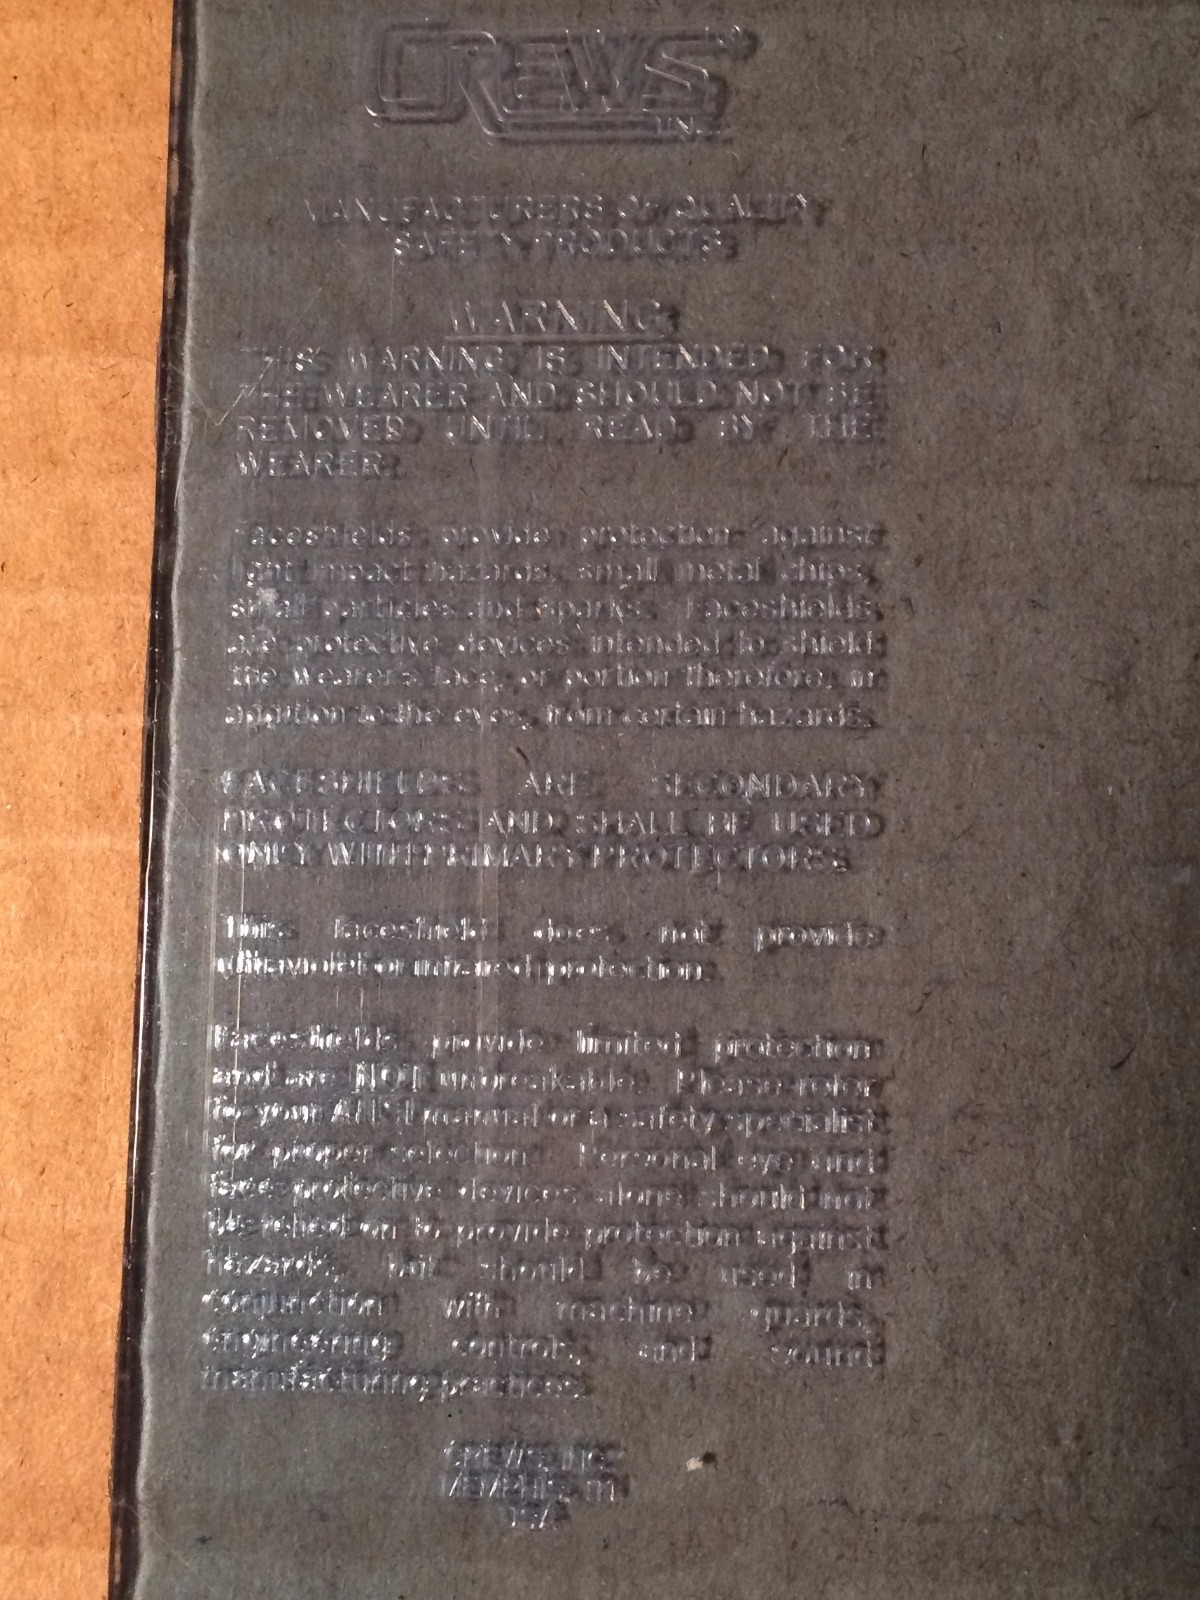 CREWS
INC.
MANUFACTURERS OF QUALITY
SAFETY PRODUCTS
WARNING
THIS WARNING IS INTENDED FOR
THE WEARER AND SHOULD NOT BE
REMOVED UNTIL READ BY THE
WEARER.
Faceshields provide protection against
light impact hazards, small metal chips,
small particles and sparks. Faceshields
are protective devices intended to shield
the wearer's face, or portion therefore, in
addition to the eyes, from certain hazards.
FACESHIELDS ARE SECONDARY
PROTECTORS AND SHALL BE USED
ONLY WITH PRIMARY PROTECTORS.
This faceshield does not provide
ultraviolet or infrared protection.
Faceshields provide limited protection
and are NOT unbreakable. Please refer
to your ANSI manual or a safety specialist
for proper selection. Personal eye and
face protective devices alone should not
be relied on to provide protection against
hazards, but should be used in
conjunction with machine guards,
engineering controls, and sound
manufacturing practices.
CREWS INC.
MEMPHIS, TN
USA